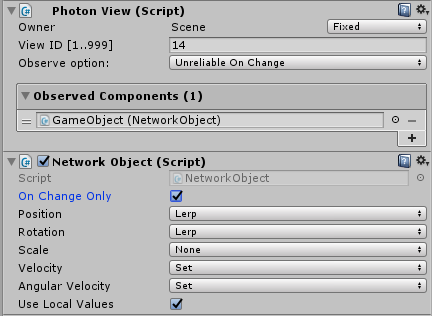 Photon View (Script)
Owner Scene Fixed
View ID [1..999] 14
Observe option: Unreliable On Change
Observed Components (1)
GameObject (NetworkObject)
Network Object (Script)
Script NetworkObject
On Change Only
Position Lerp
Rotation Lerp
Scale None
Velocity Set
Angular Velocity Set
Use Local Values